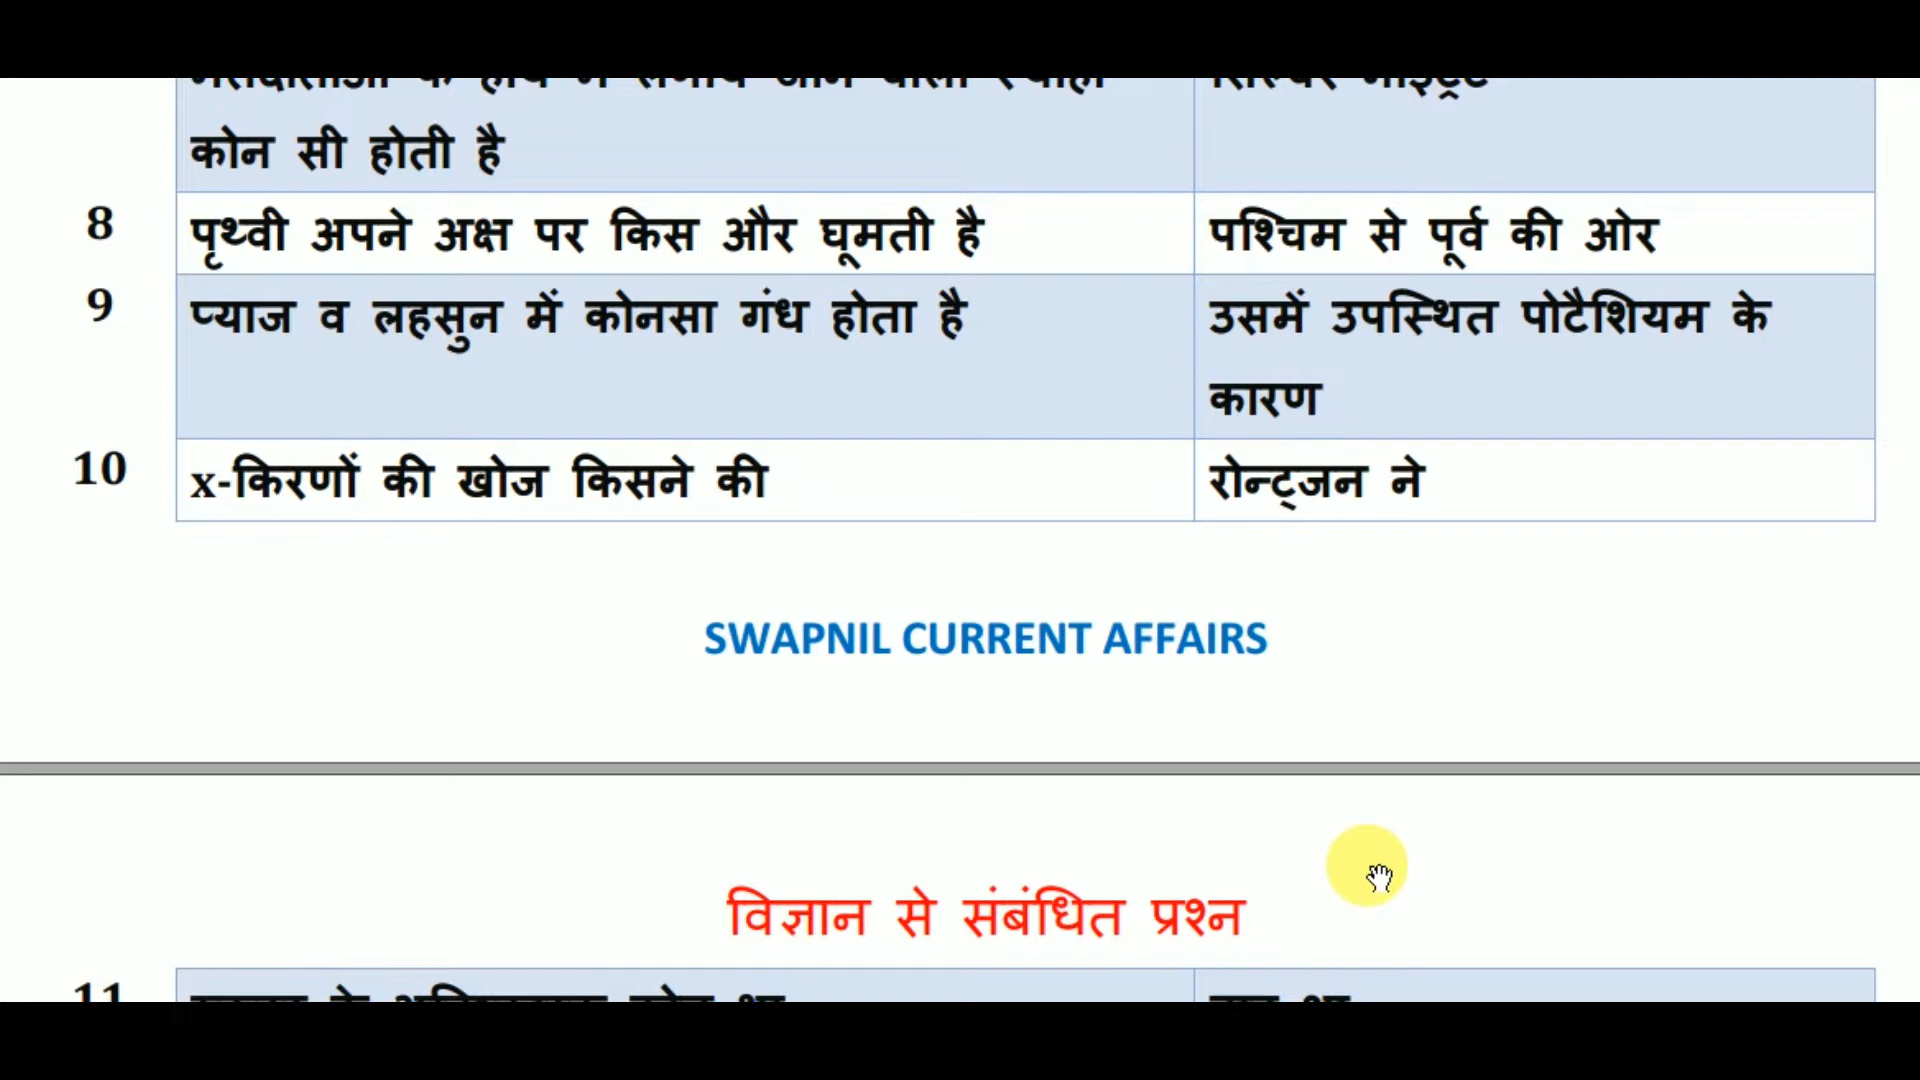 कोन सी होती है
8 पृथ्वी अपने अक्ष पर किस और घूमती है पश्चिम से पूर्व की ओर
9 प्याज व लहसुन में कोनसा गंध होता है उसमें उपस्थित पोटैशियम के
कारण
10 x-किरणों की खोज किसने की रोन्ट्जन ने
SWAPNIL CURRENT AFFAIRS
विज्ञान से संबंधित प्रश्न
11